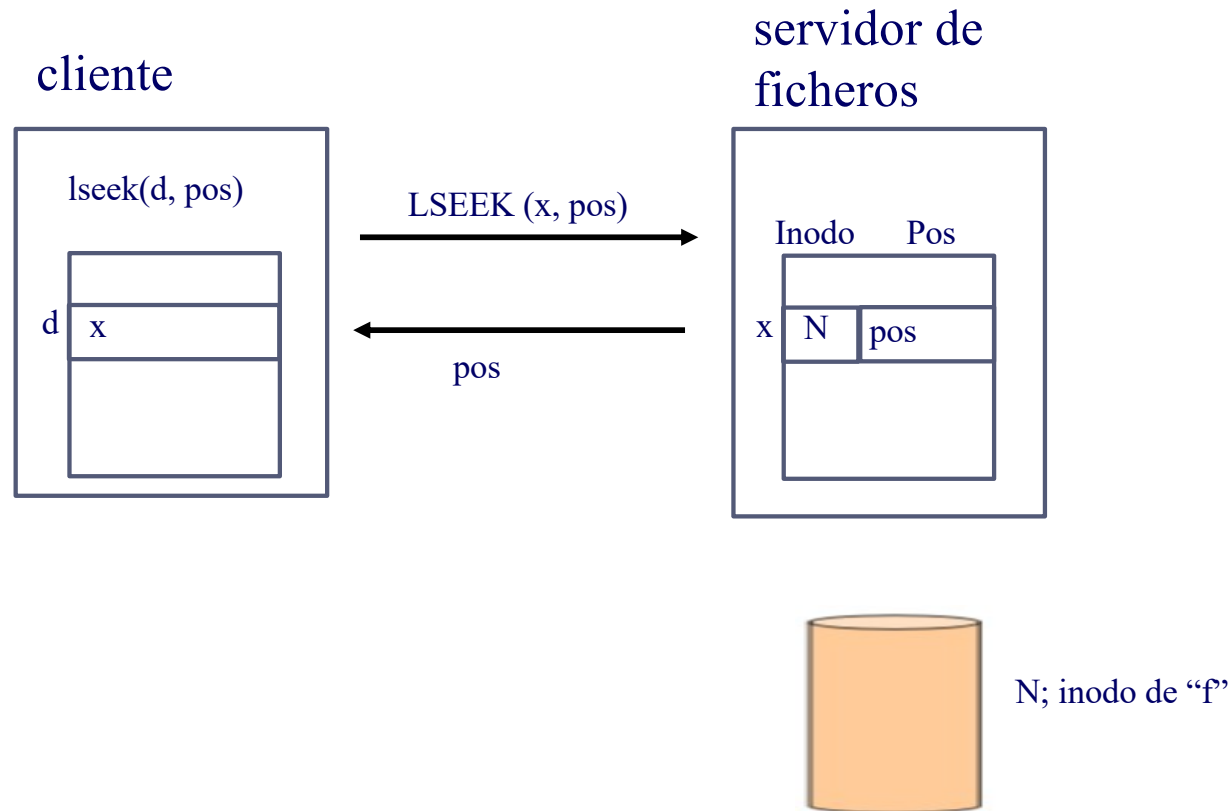 cliente
servidor de
ficheros
lseek(d, pos)
LSEEK (x, pos)
Inodo Pos
d x
x N pos
pos
N; inodo de “f”